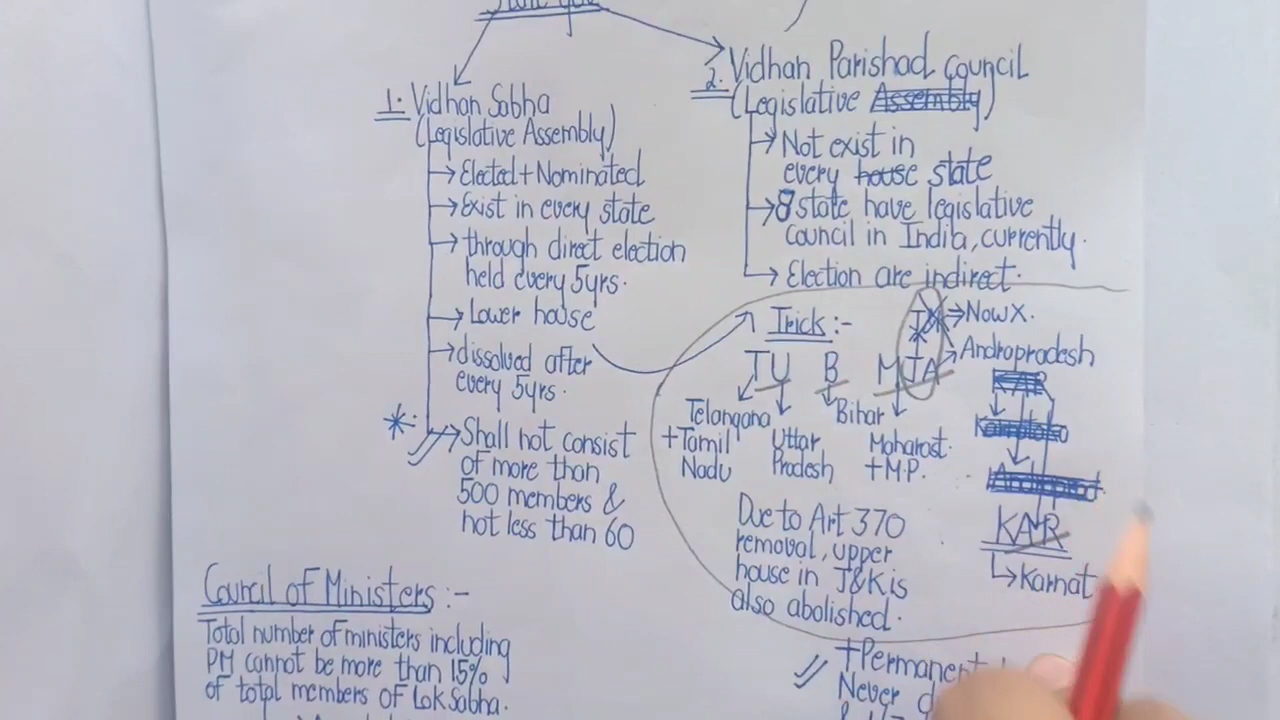 1. Vidhan Sabha
(Legislative Assembly)
→ Elected + Nominated
→ Exist in every state
→ through direct election
held every 5yrs.
→ Lower house
→ dissolved after
every 5yrs.
* → Shall not consist
of more than
500 members &
not less than 60
2. Vidhan Parishad council
(Legislative Assembly)
→ Not exist in
every house state
→ 8 state have legislative
council in India, currently.
→ Election are indirect.
Trick :-
J → Now X.
TU B MJA → Andropradesh
Telangana
+Tamil
Nadu
Uttar
Pradesh
Bihar
Maharast.
+M.P.
KAR
→ Karnat
Due to Art 370
removal, upper
house in J&K is
also abolished.
+Permanent
Never
Council of Ministers :-
Total number of ministers including
PM cannot be more than 15%
of total members of Lok Sabha.